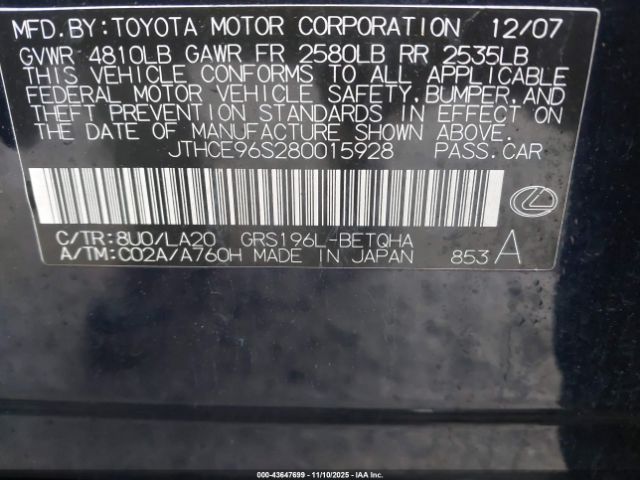 MFD.BY:TOYOTA MOTOR CORPORATION 12/07
GVWR 4810LB GAWR FR 2580LB RR 2535LB
THIS VEHICLE CONFORMS TO ALL APPLICABLE
FEDERAL MOTOR VEHICLE SAFETY,BUMPER,AND
THEFT PREVENTION STANDARDS IN EFFECT ON THE
DATE OF MANUFACTURE SHOWN ABOVE.
JTHCE96S280015928 PASS.CAR
C/TR:8U0/LA20 GRS196L-BETQHA
A/TM:C02A/A760H MADE IN JAPAN 853 A
000-43647699 - 11/10/2025 - IAA Inc.